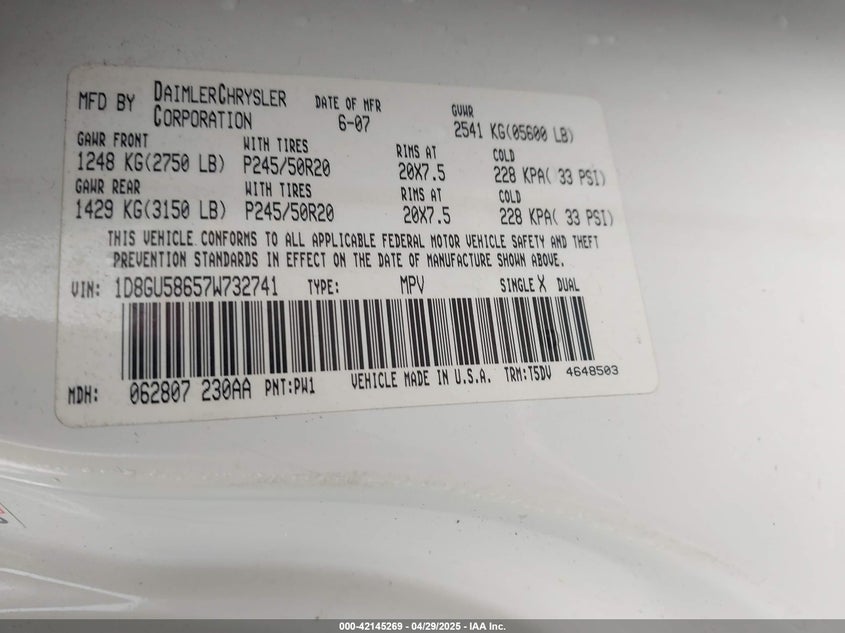 MFD BY DAIMLERCHRYSLER CORPORATION DATE OF MFR 6-07 GVWR 2541 KG(05600 LB)
GAWR FRONT WITH TIRES RIMS AT COLD
1248 KG(2750 LB) P245/50R20 20X7.5 228 KPA( 33 PSI)
GAWR REAR WITH TIRES RIMS AT COLD
1429 KG(3150 LB) P245/50R20 20X7.5 228 KPA( 33 PSI)
THIS VEHICLE CONFORMS TO ALL APPLICABLE FEDERAL MOTOR VEHICLE SAFETY AND THEFT
PREVENTION STANDARDS IN EFFECT ON THE DATE OF MANUFACTURE SHOWN ABOVE.
VIN: 1D8GU58657W732741 TYPE: MPV SINGLE X DUAL
MDH: 062807 230AA PNT:PW1 VEHICLE MADE IN U.S.A. TRM:T5DV 4648503
000-42145269 | 04/29/2025 - IAA Inc.